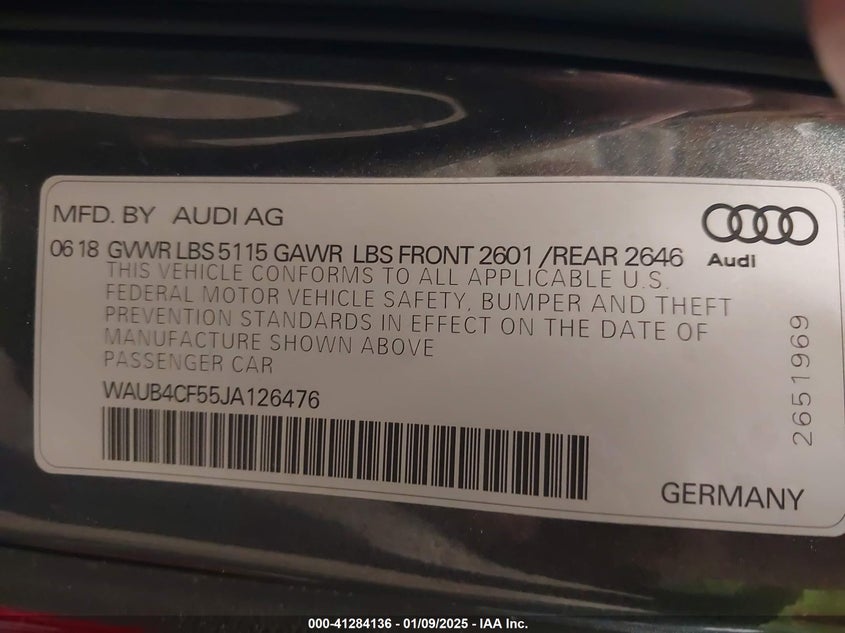 MFD. BY AUDI AG
Audi
06 18 GVWR LBS 5115 GAWR LBS FRONT 2601 /REAR 2646
THIS VEHICLE CONFORMS TO ALL APPLICABLE U.S.
FEDERAL MOTOR VEHICLE SAFETY, BUMPER AND THEFT
PREVENTION STANDARDS IN EFFECT ON THE DATE OF
MANUFACTURE SHOWN ABOVE
PASSENGER CAR
WAUB4CF55JA126476
2651969
GERMANY
000-41284136 - 01/09/2025 - IAA Inc.